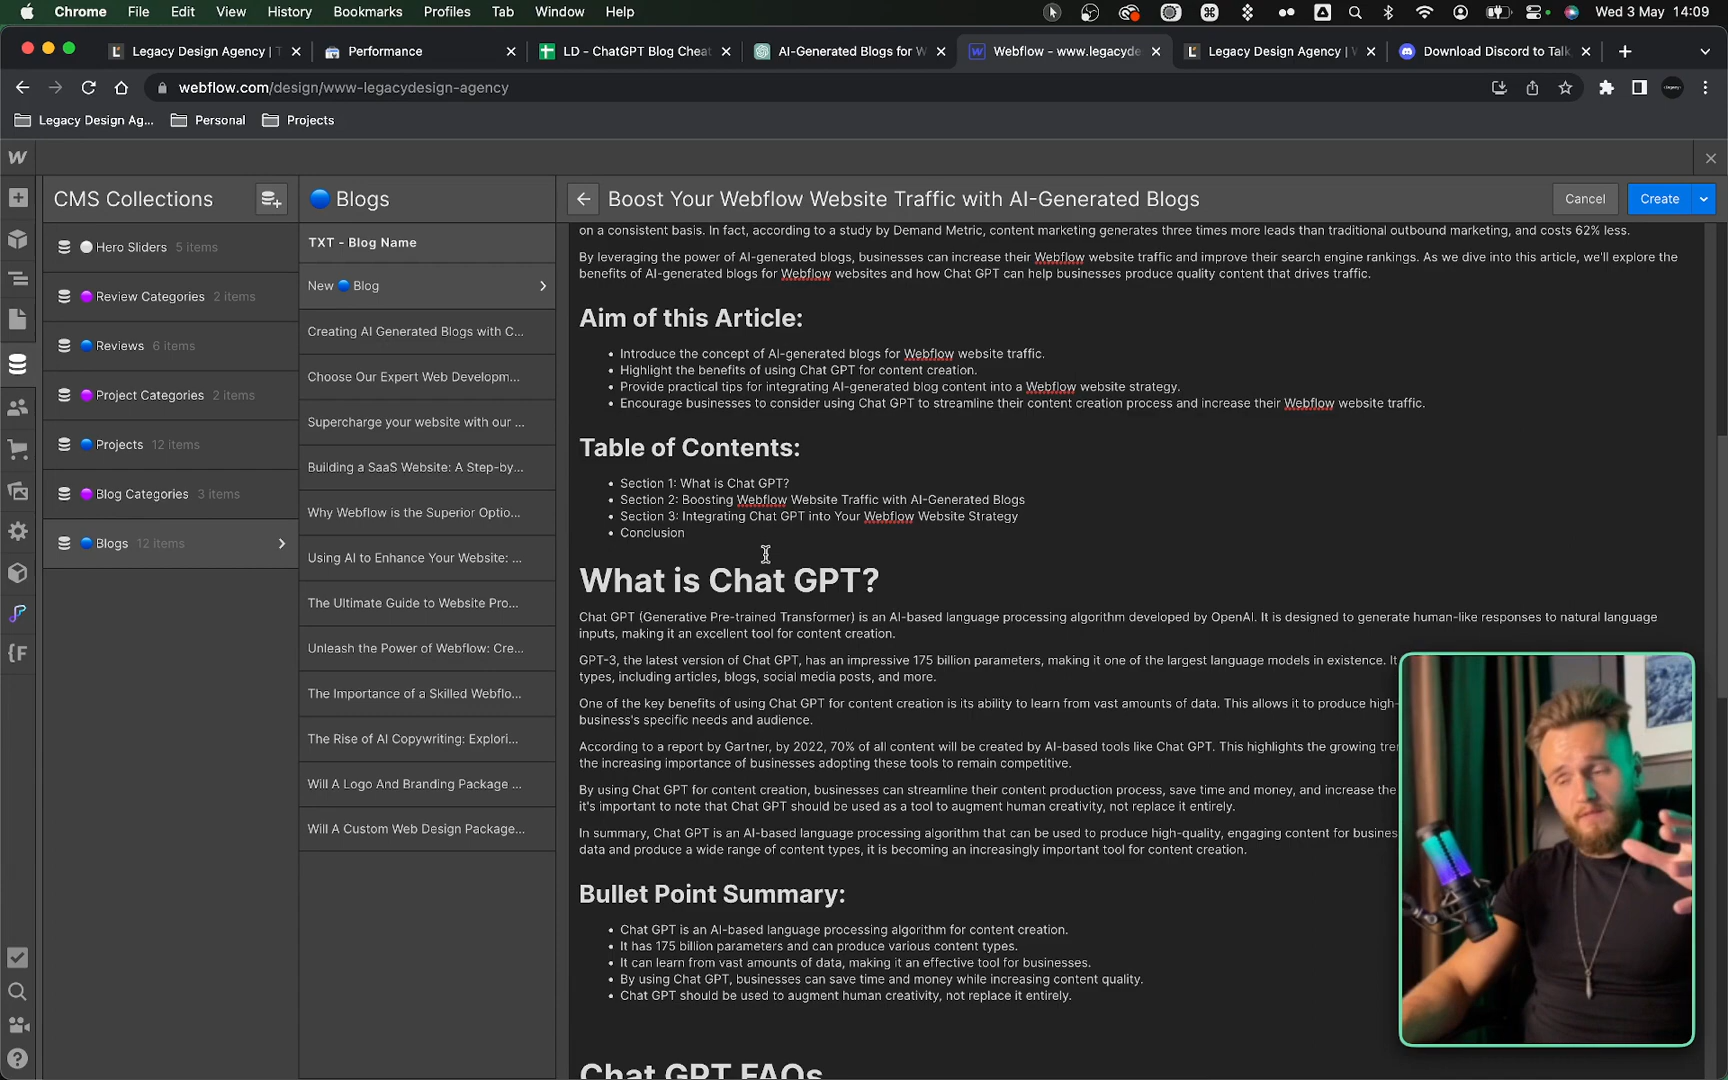 Chrome File Edit View History Bookmarks Profiles Tab Window Help Wed 3 May 14:09
Legacy Design Agency | T Performance LD - ChatGPT Blog Cheat AI-Generated Blogs for W Webflow - www.legacyde Legacy Design Agency | W Download Discord to Talk,
webflow.com/design/www-legacydesign-agency
Legacy Design Ag... Personal Projects
CMS Collections
Hero Sliders 5 items
Review Categories 2 items
Reviews 6 items
Project Categories 2 items
Projects 12 items
Blog Categories 3 items
Blogs 12 items
Blogs
TXT - Blog Name
New Blog
Creating AI Generated Blogs with C...
Choose Our Expert Web Developm...
Supercharge your website with our ...
Building a SaaS Website: A Step-by...
Why Webflow is the Superior Optio...
Using AI to Enhance Your Website: ...
The Ultimate Guide to Website Pro...
Unleash the Power of Webflow: Cre...
The Importance of a Skilled Webflo...
The Rise of AI Copywriting: Explori...
Will A Logo And Branding Package ...
Will A Custom Web Design Package...
Boost Your Webflow Website Traffic with AI-Generated Blogs
Cancel Create
on a consistent basis. In fact, according to a study by Demand Metric, content marketing generates three times more leads than traditional outbound marketing, and costs 62% less.
By leveraging the power of AI-generated blogs, businesses can increase their Webflow website traffic and improve their search engine rankings. As we dive into this article, we'll explore the
benefits of AI-generated blogs for Webflow websites and how Chat GPT can help businesses produce quality content that drives traffic.
Aim of this Article:
• Introduce the concept of AI-generated blogs for Webflow website traffic.
• Highlight the benefits of using Chat GPT for content creation.
• Provide practical tips for integrating AI-generated blog content into a Webflow website strategy.
• Encourage businesses to consider using Chat GPT to streamline their content creation process and increase their Webflow website traffic.
Table of Contents:
• Section 1: What is Chat GPT?
• Section 2: Boosting Webflow Website Traffic with AI-Generated Blogs
• Section 3: Integrating Chat GPT into Your Webflow Website Strategy
• Conclusion
What is Chat GPT?
Chat GPT (Generative Pre-trained Transformer) is an AI-based language processing algorithm developed by OpenAI. It is designed to generate human-like responses to natural language
inputs, making it an excellent tool for content creation.
GPT-3, the latest version of Chat GPT, has an impressive 175 billion parameters, making it one of the largest language models in existence. It
types, including articles, blogs, social media posts, and more.
One of the key benefits of using Chat GPT for content creation is its ability to learn from vast amounts of data. This allows it to produce high-
business's specific needs and audience.
According to a report by Gartner, by 2022, 70% of all content will be created by AI-based tools like Chat GPT. This highlights the growing tren
the increasing importance of businesses adopting these tools to remain competitive.
By using Chat GPT for content creation, businesses can streamline their content production process, save time and money, and increase the
it's important to note that Chat GPT should be used as a tool to augment human creativity, not replace it entirely.
In summary, Chat GPT is an AI-based language processing algorithm that can be used to produce high-quality, engaging content for busines
data and produce a wide range of content types, it is becoming an increasingly important tool for content creation.
Bullet Point Summary:
• Chat GPT is an AI-based language processing algorithm for content creation.
• It has 175 billion parameters and can produce various content types.
• It can learn from vast amounts of data, making it an effective tool for businesses.
• By using Chat GPT, businesses can save time and money while increasing content quality.
• Chat GPT should be used to augment human creativity, not replace it entirely.
Chat GPT FAQs